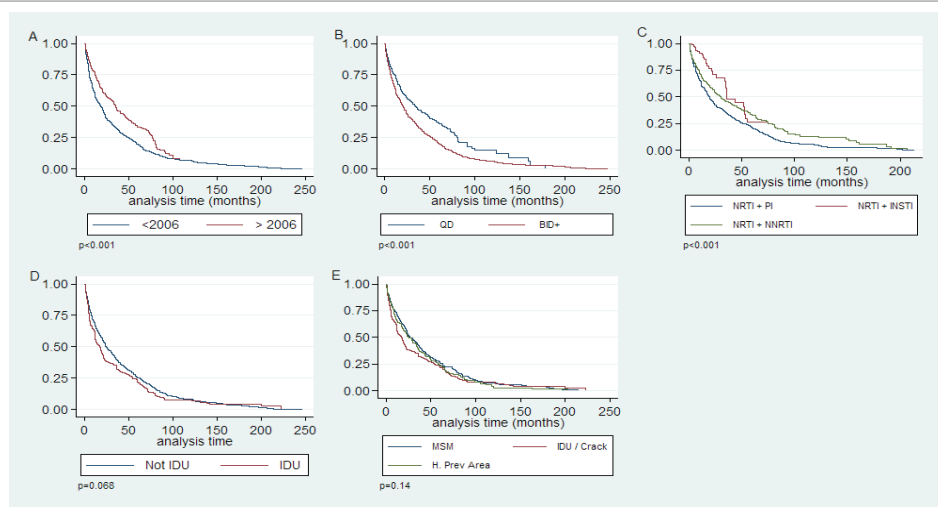 A
1.00
0.75
0.50
0.25
0.00
0 50 100 150 200 250
analysis time (months)
<2006 > 2006
p<0.001
B
1.00
0.75
0.50
0.25
0.00
0 50 100 150 200 250
analysis time (months)
QD BID+
p<0.001
C
1.00
0.75
0.50
0.25
0.00
0 50 100 150 200
analysis time (months)
NRTI + PI NRTI + INSTI
NRTI + NNRTI
p<0.001
D
1.00
0.75
0.50
0.25
0.00
0 50 100 150 200 250
analysis time
Not IDU IDU
p=0.068
E
1.00
0.75
0.50
0.25
0.00
0 50 100 150 200 250
analysis time (months)
MSM IDU / Crack
H. Prev Area
p=0.14